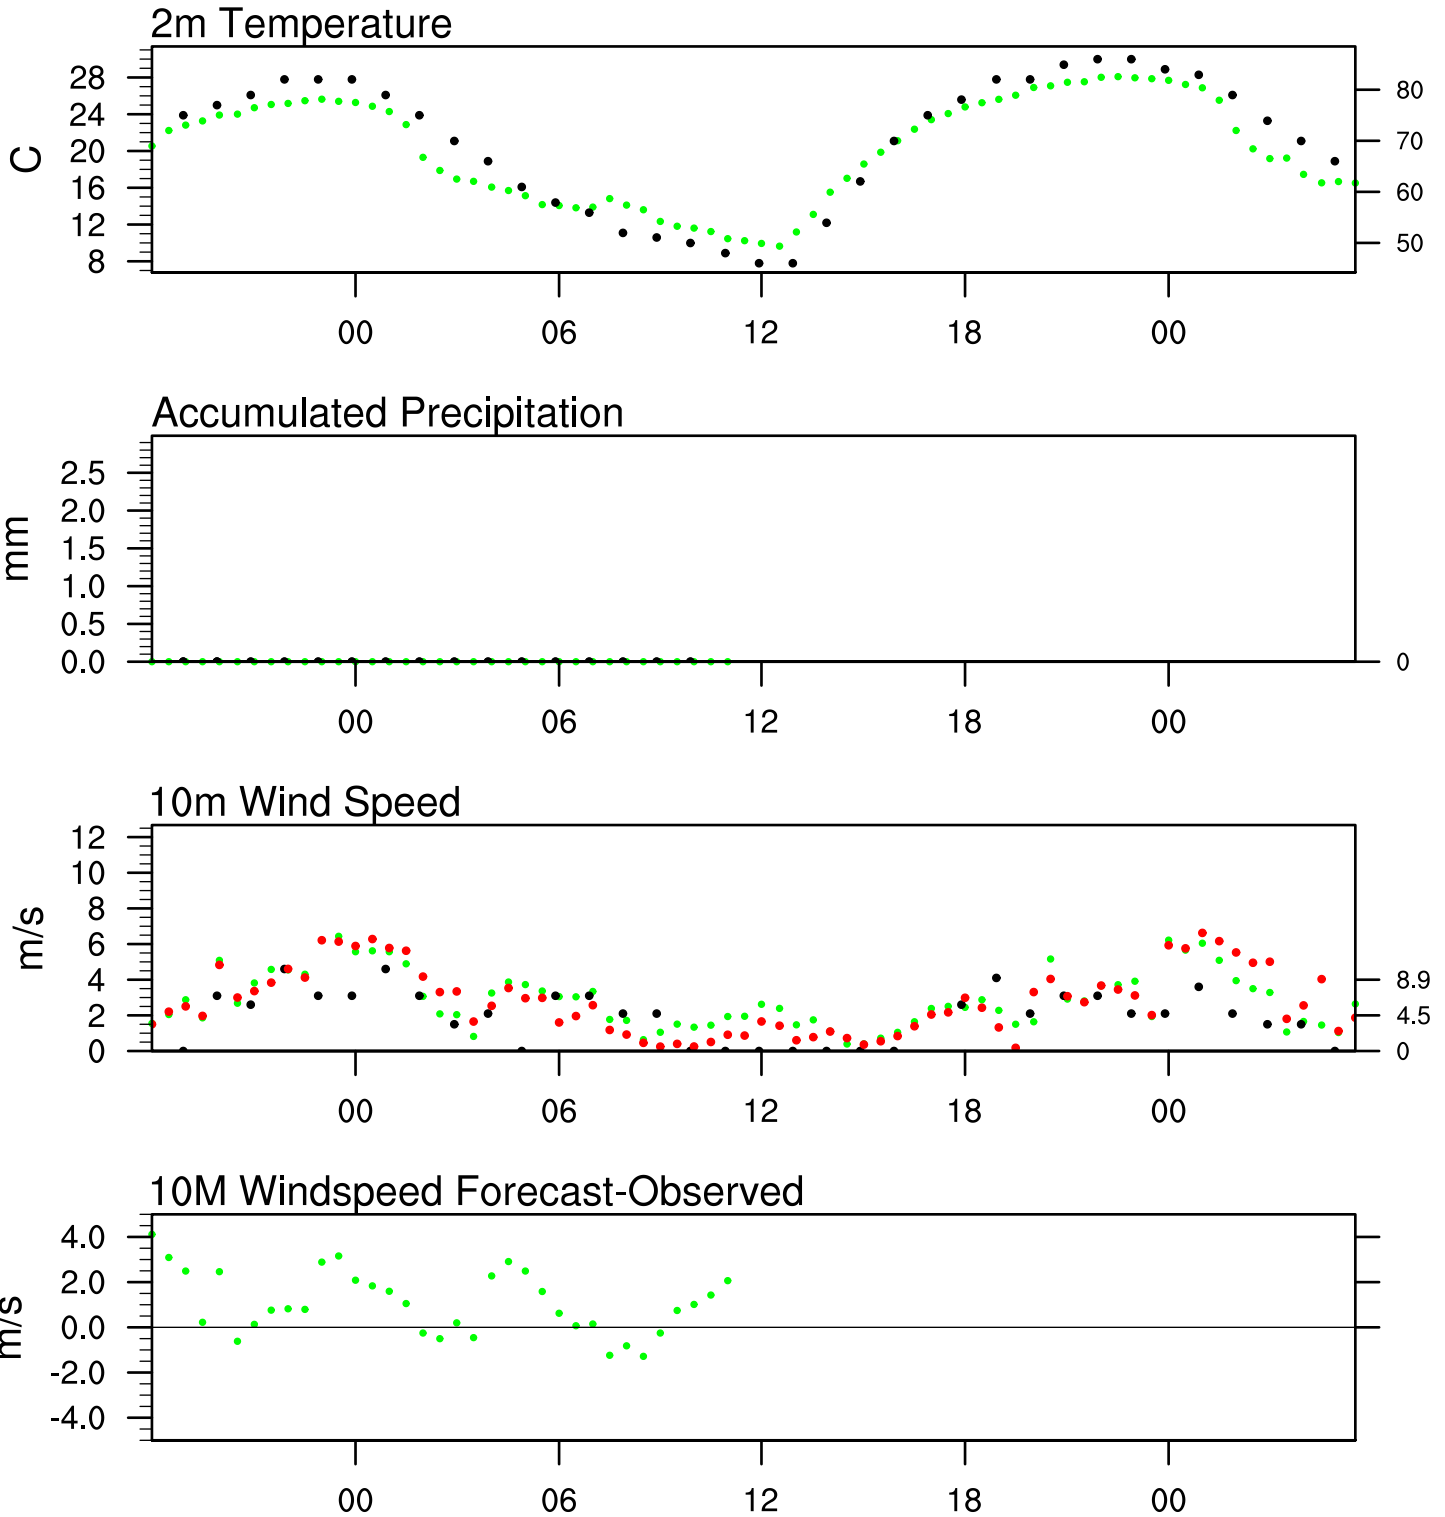 2m Temperature
28
24
20
16
12
8
C
80
70
60
50
00 06 12 18 00
Accumulated Precipitation
2.5
2.0
1.5
1.0
0.5
0.0
mm
0
00 06 12 18 00
10m Wind Speed
12
10
8
6
4
2
0
m/s
8.9
4.5
0
00 06 12 18 00
10M Windspeed Forecast-Observed
4.0
2.0
0.0
-2.0
-4.0
m/s
00 06 12 18 00